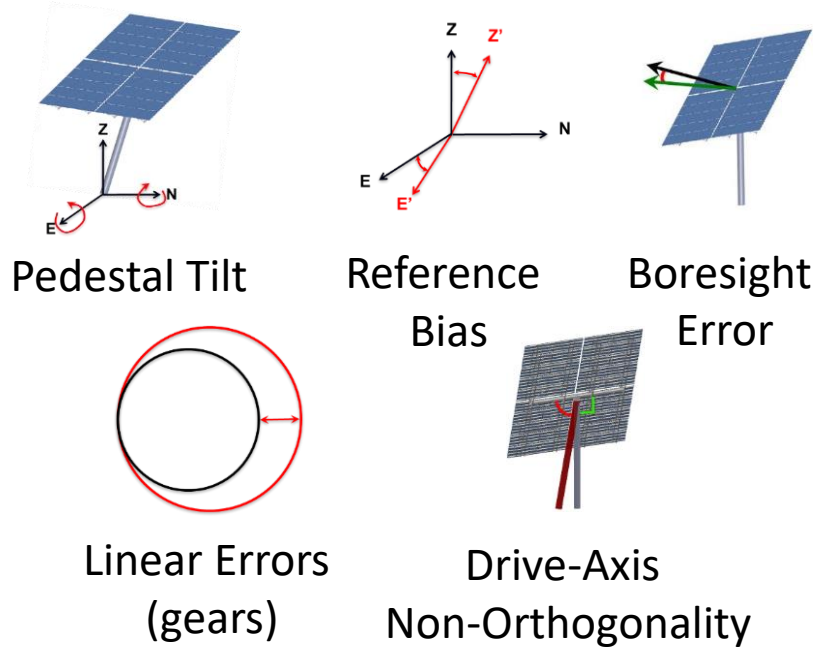 Z
N
E
Pedestal Tilt
Z
Z'
N
E
E'
Reference
Bias
Boresight
Error
Linear Errors
(gears)
Drive-Axis
Non-Orthogonality